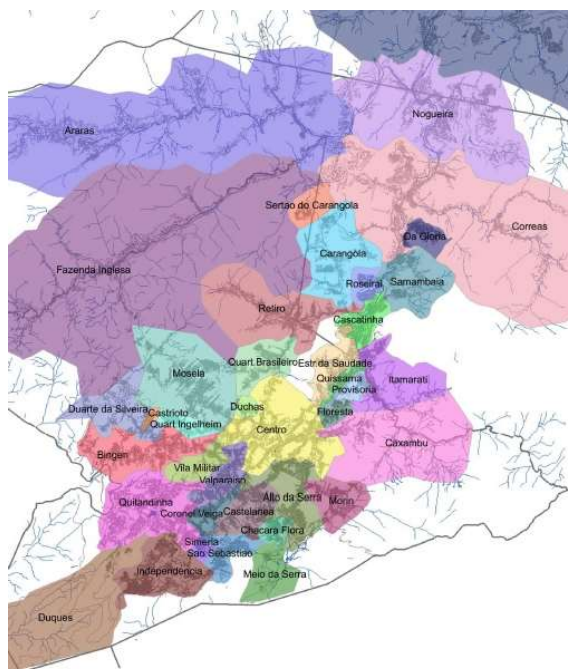 Nogueira
Araras
Sertao do Carangola
Correas
Da Gloria
Carangola
Fazenda Inglesa
Roseiral
Samambaia
Retiro
Cascatinha
Quart.Brasileiro
Estr.da Saudade
Mosela
Quissama
Itamarati
Provisoria
Duarte da Silveira
Castrioto
Duchas
Floresta
Quart Ingelheim
Centro
Caxambu
Bingen
Vila Militar
Valparaiso
Quitandinha
Alto da Serra
Morin
Coronel Veiga
Castelanea
Chacara Flora
Simeria
Sao Sebastiao
Independencia
Meio da Serra
Duques